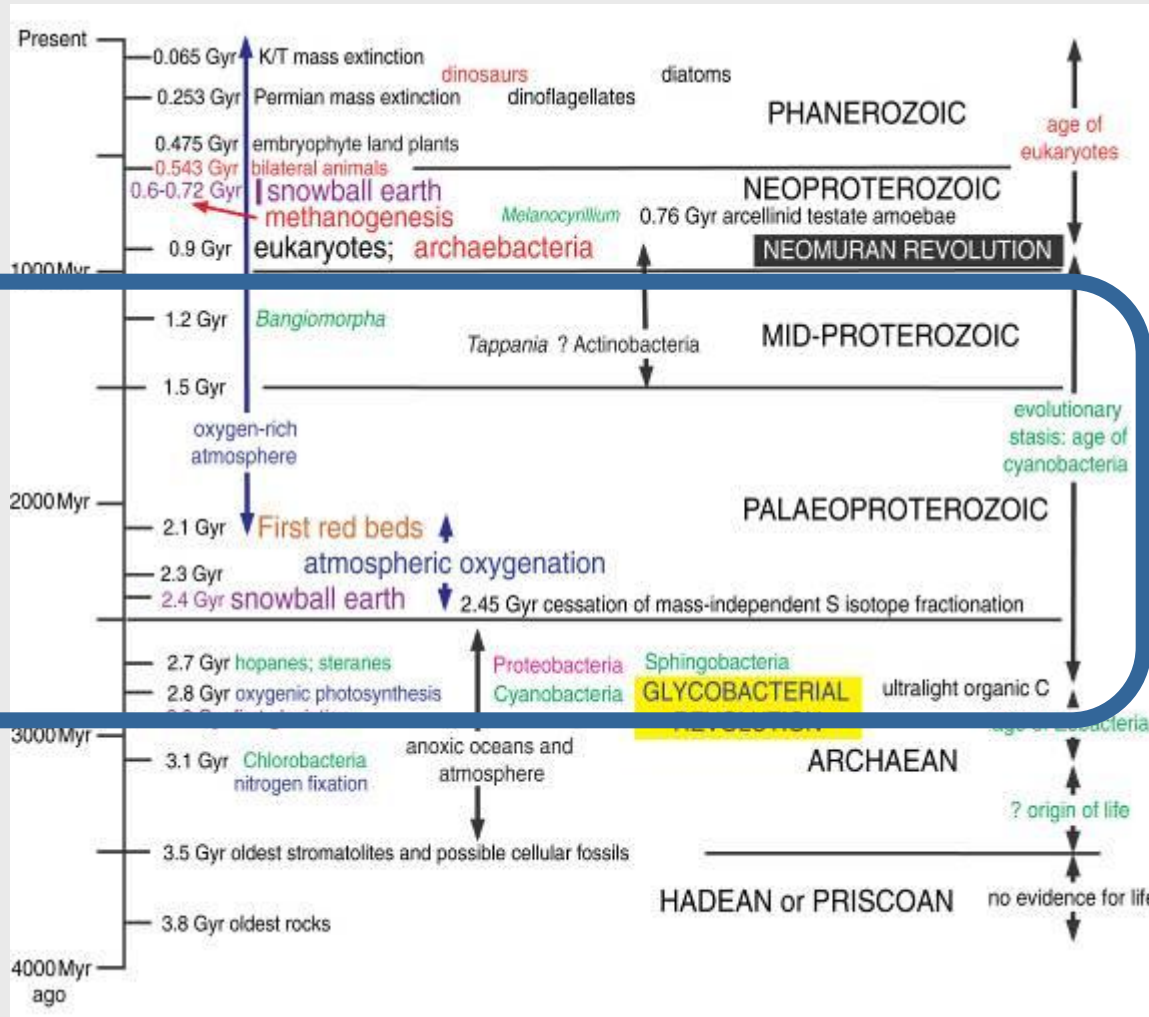 Present
0.065 Gyr K/T mass extinction
dinosaurs diatoms
0.253 Gyr Permian mass extinction dinoflagellates
PHANEROZOIC
age of
eukaryotes
0.475 Gyr embryophyte land plants
0.543 Gyr bilateral animals
0.6-0.72 Gyr snowball earth NEOPROTEROZOIC
methanogenesis Melanocyrillium 0.76 Gyr arcellinid testate amoebae
0.9 Gyr eukaryotes; archaebacteria NEOMURAN REVOLUTION
1000 Myr
1.2 Gyr Bangiomorpha
Tappania ? Actinobacteria MID-PROTEROZOIC
1.5 Gyr
evolutionary
stasis: age of
cyanobacteria
oxygen-rich
atmosphere
2000 Myr PALAEOPROTEROZOIC
2.1 Gyr First red beds
atmospheric oxygenation
2.3 Gyr
2.4 Gyr snowball earth 2.45 Gyr cessation of mass-independent S isotope fractionation
2.7 Gyr hopanes; steranes Proteobacteria Sphingobacteria
2.8 Gyr oxygenic photosynthesis Cyanobacteria GLYCOBACTERIAL ultralight organic C
REVOLUTION
3000 Myr
anoxic oceans and
atmosphere
3.1 Gyr Chlorobacteria ARCHAEAN
nitrogen fixation
? origin of life
3.5 Gyr oldest stromatolites and possible cellular fossils
HADEAN or PRISCOAN no evidence for life
3.8 Gyr oldest rocks
4000 Myr
ago